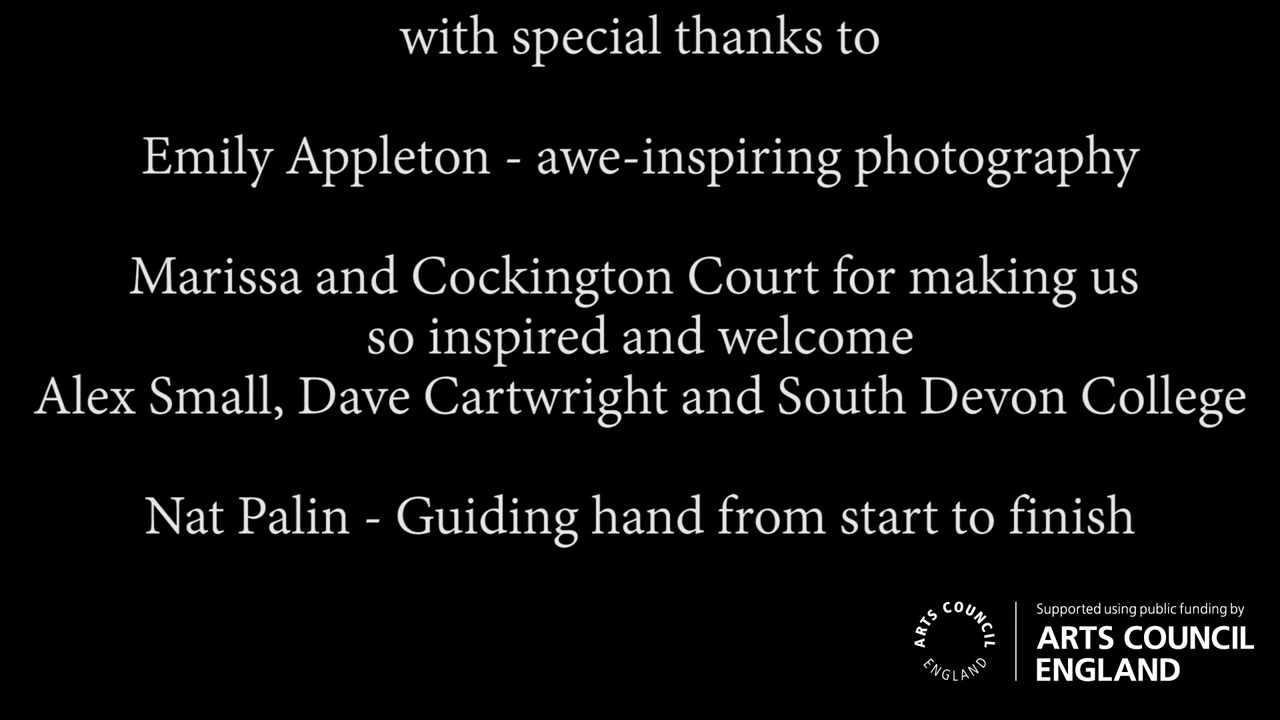 with special thanks to
Emily Appleton - awe-inspiring photography
Marissa and Cockington Court for making us
so inspired and welcome
Alex Small, Dave Cartwright and South Devon College
Nat Palin - Guiding hand from start to finish
ARTS COUNCIL
ENGLAND
Supported using public funding by
ARTS COUNCIL
ENGLAND